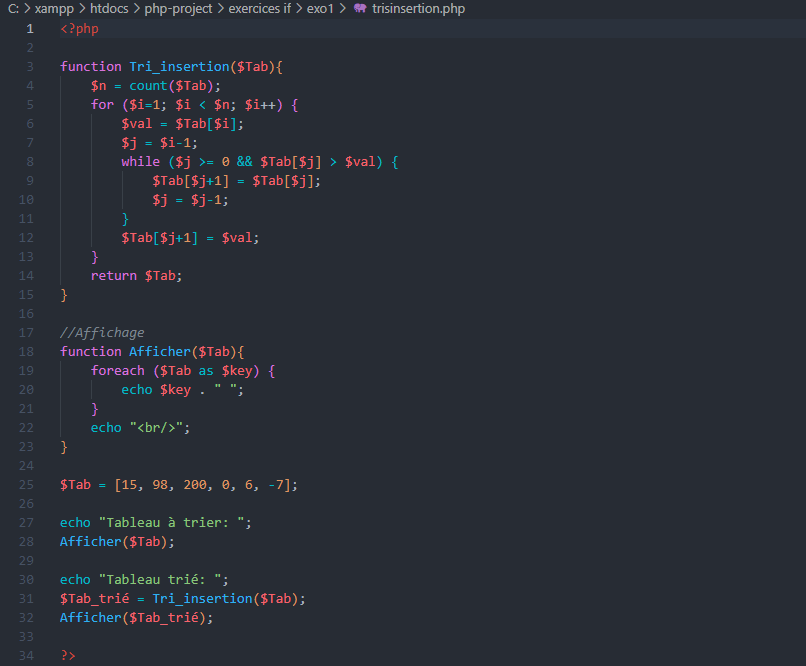 C: > xampp > htdocs > php-project > exercices if > exo1 > trisinsertion.php
1 <?php
2
3 function Tri_insertion($Tab){
4     $n = count($Tab);
5     for ($i=1; $i < $n; $i++) {
6         $val = $Tab[$i];
7         $j = $i-1;
8         while ($j >= 0 && $Tab[$j] > $val) {
9             $Tab[$j+1] = $Tab[$j];
10             $j = $j-1;
11         }
12         $Tab[$j+1] = $val;
13     }
14     return $Tab;
15 }
16
17 //Affichage
18 function Afficher($Tab){
19     foreach ($Tab as $key) {
20         echo $key . " ";
21     }
22     echo "<br/>";
23 }
24
25 $Tab = [15, 98, 200, 0, 6, -7];
26
27 echo "Tableau à trier: ";
28 Afficher($Tab);
29
30 echo "Tableau trié: ";
31 $Tab_trié = Tri_insertion($Tab);
32 Afficher($Tab_trié);
33
34 ?>